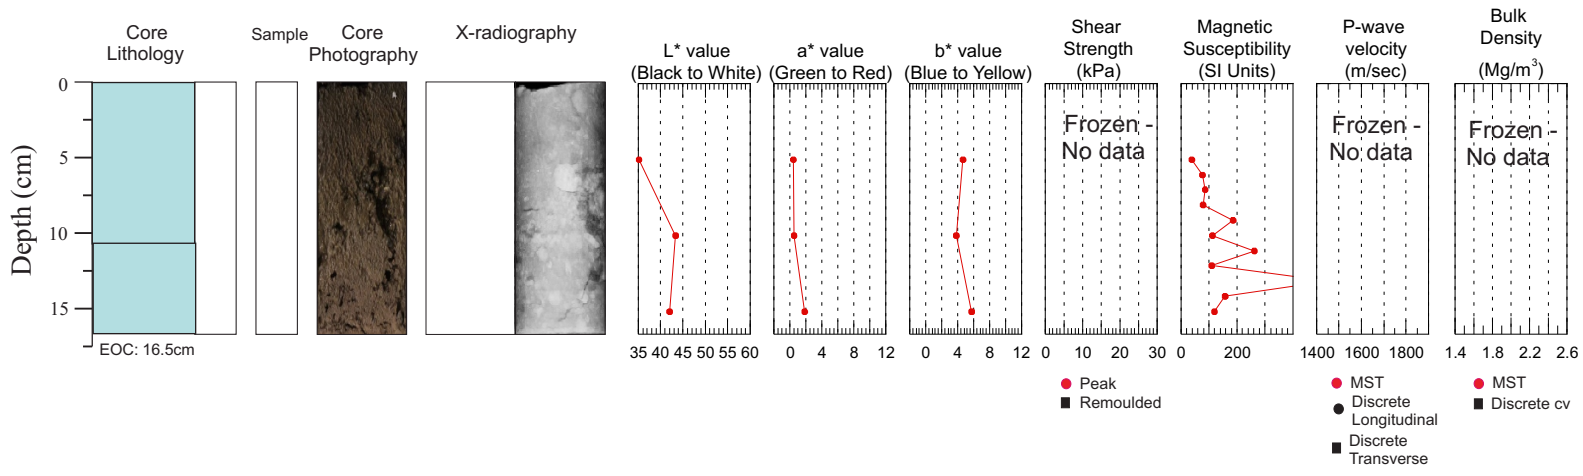 Core
Lithology
Sample
Core
Photography
X-radiography
L* value
(Black to White)
a* value
(Green to Red)
b* value
(Blue to Yellow)
Shear
Strength
(kPa)
Magnetic
Susceptibility
(SI Units)
P-wave
velocity
(m/sec)
Bulk
Density
(Mg/m³)
Depth (cm)
0
5
10
15
EOC: 16.5cm
Frozen -
No data
Frozen -
No data
Frozen -
No data
35 40 45 50 55 60
0 4 8 12
0 4 8 12
0 10 20 30
0 200
1400 1600 1800
1.4 1.8 2.2 2.6
Peak
Remoulded
MST
Discrete
Longitudinal
Discrete
Transverse
MST
Discrete cv